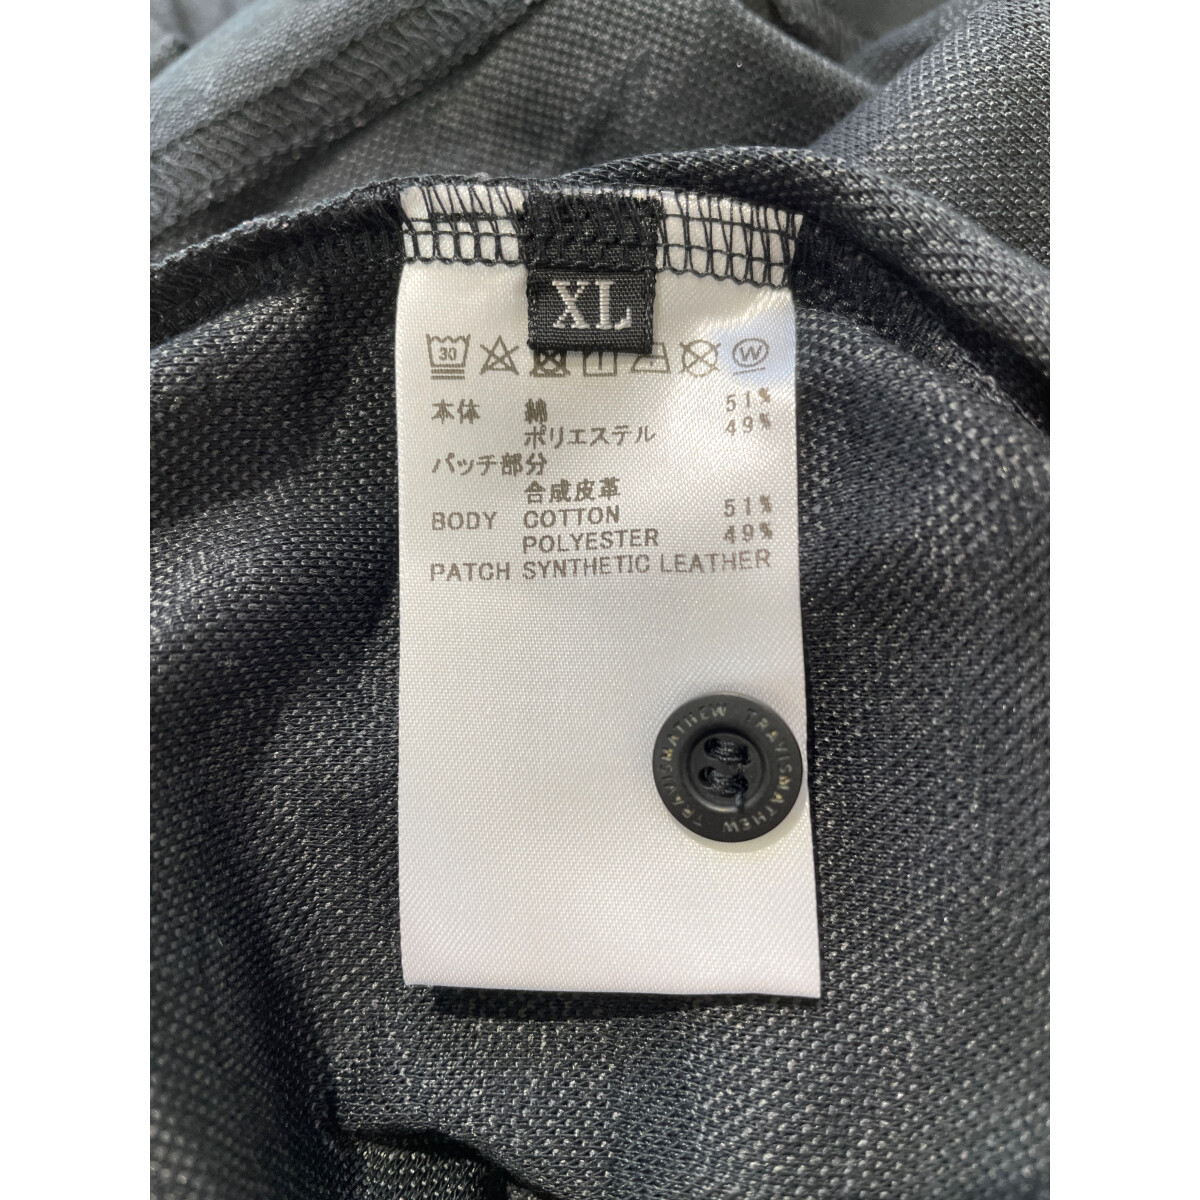 XL
30 W
本体 綿 51%
ポリエステル 49%
パッチ部分
合成皮革
BODY COTTON 51%
POLYESTER 49%
PATCH SYNTHETIC LEATHER
TRAVISMATHEW TRAVISMATHEW